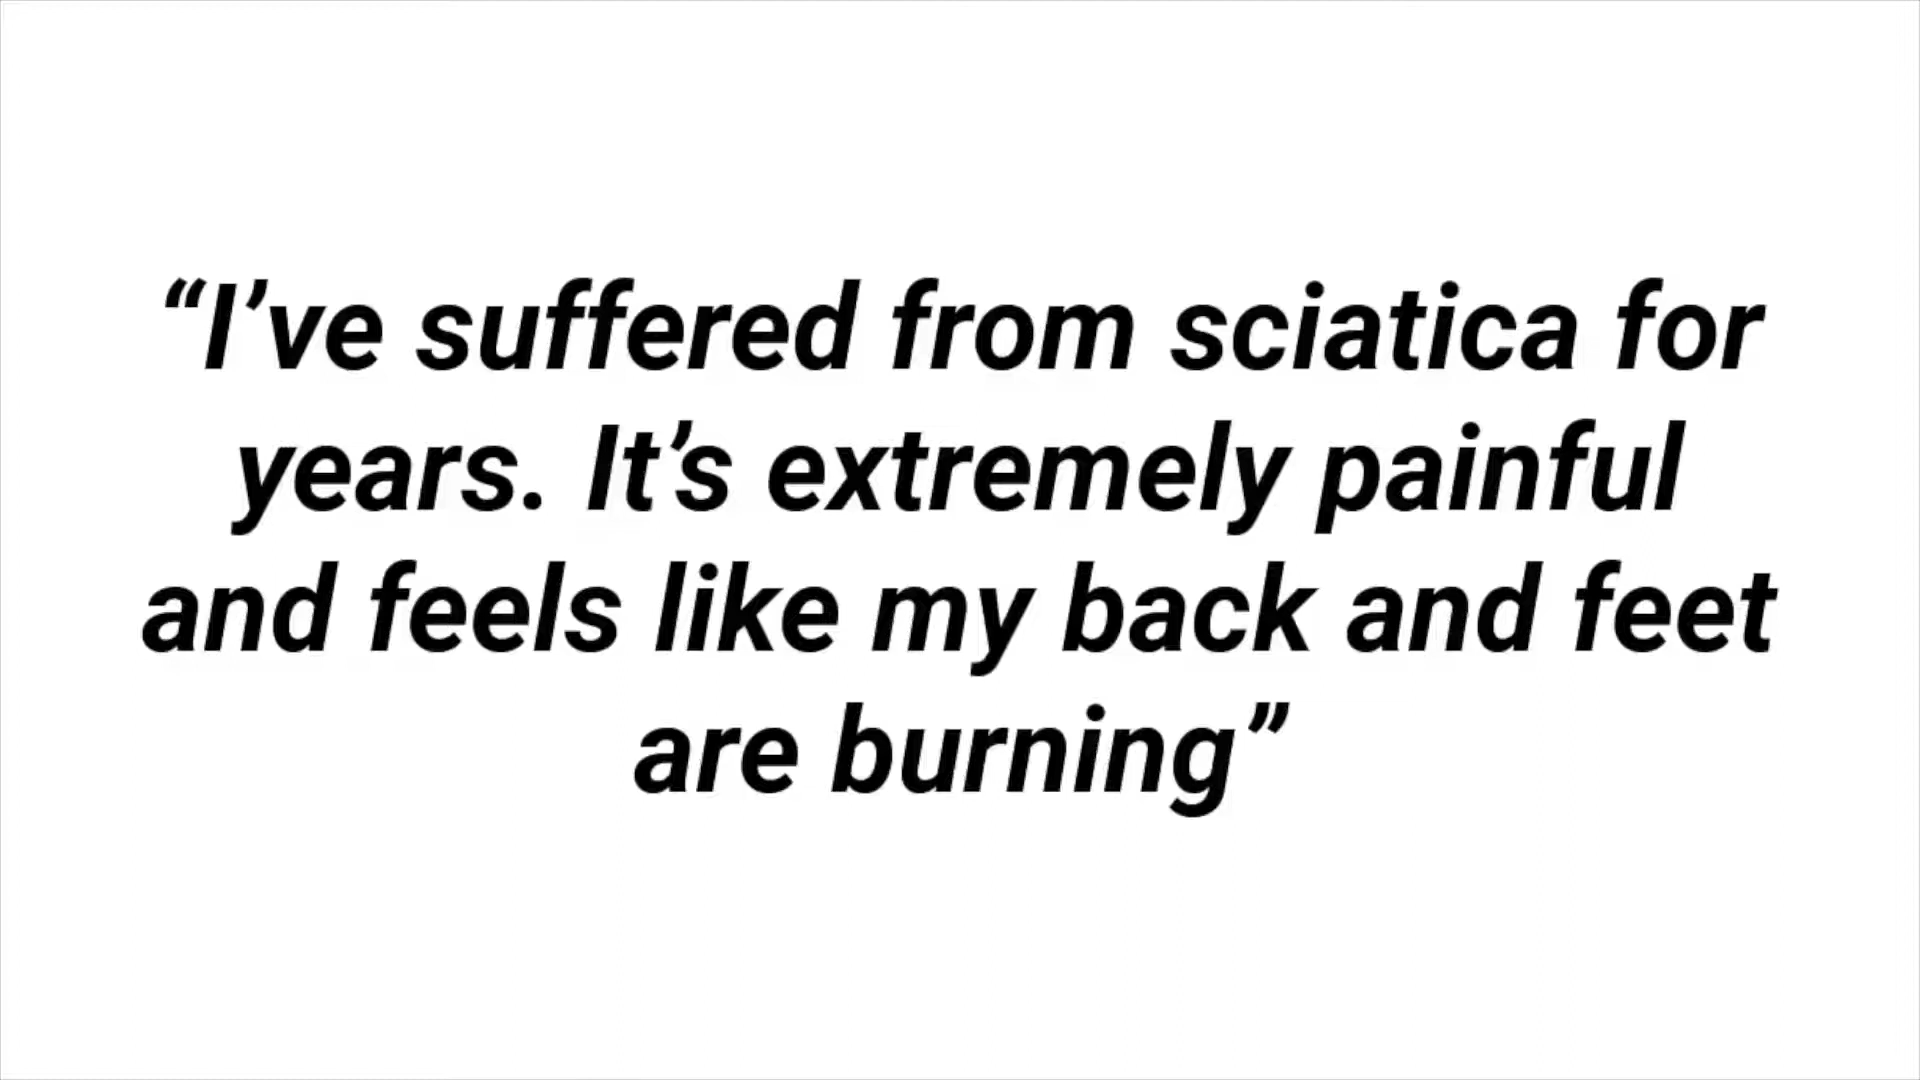 “I’ve suffered from sciatica for
years. It’s extremely painful
and feels like my back and feet
are burning”